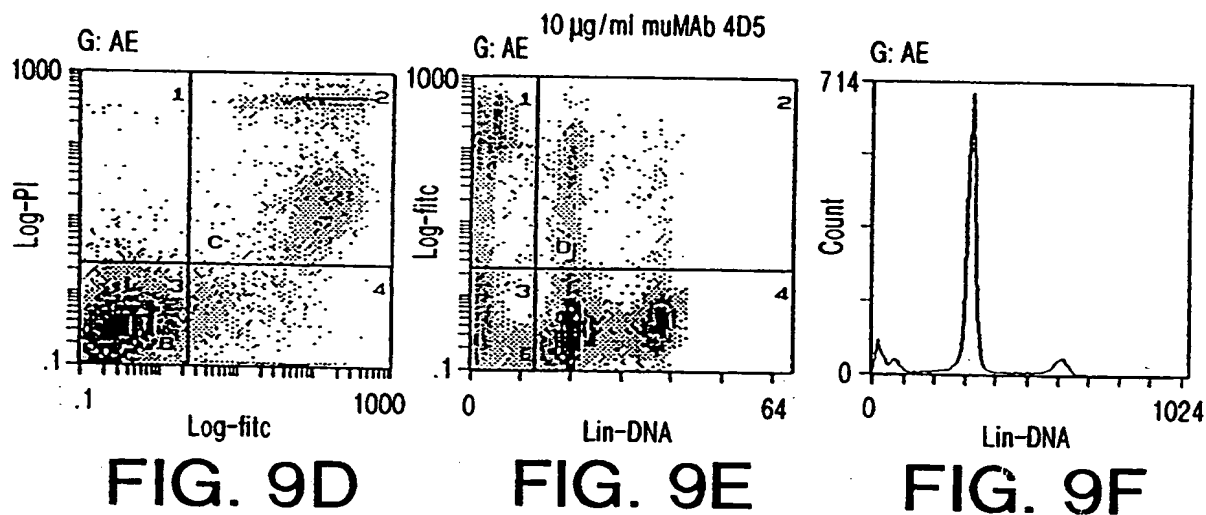 10 µg/ml muMAb 4D5
G: AE
1000
Log-PI
.1
1
2
C
3
B
4
.1
1000
Log-fitc
FIG. 9D
G: AE
1000
Log-fitc
.1
1
2
D
3
E
4
0
64
Lin-DNA
FIG. 9E
G: AE
714
Count
0
0
1024
Lin-DNA
FIG. 9F